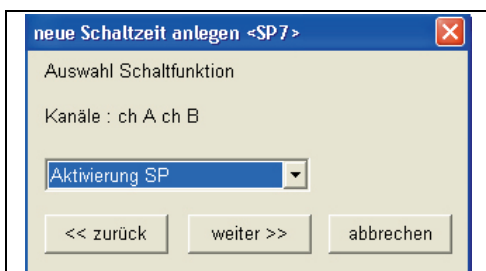 neue Schaltzeit anlegen <SP7>
Auswahl Schaltfunktion
Kanäle : ch A ch B
Aktivierung SP
<< zurück weiter >> abbrechen